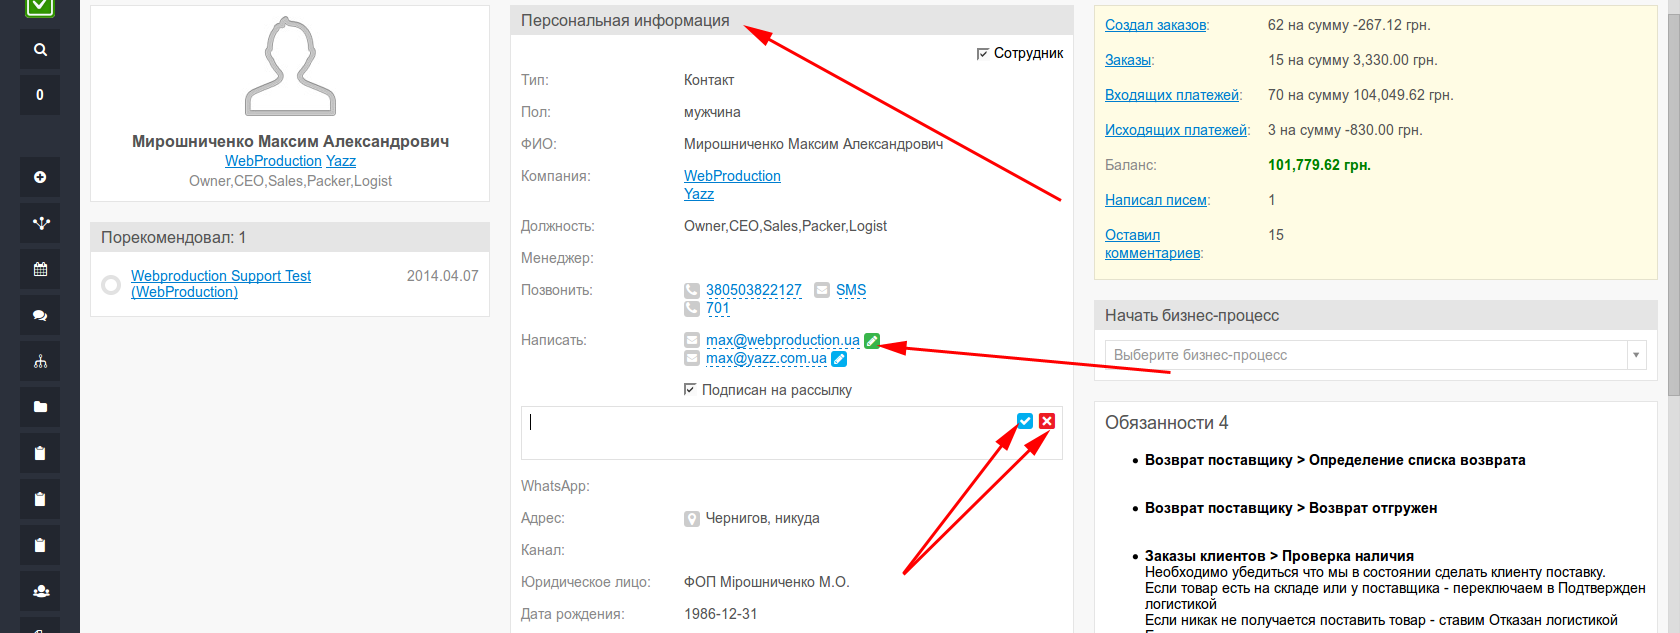 0
Мирошниченко Максим Александрович
WebProduction Yazz
Owner,CEO,Sales,Packer,Logist
Порекомендовал: 1
Webproduction Support Test 2014.04.07
(WebProduction)
Персональная информация
Сотрудник
Тип: Контакт
Пол: мужчина
ФИО: Мирошниченко Максим Александрович
Компания: WebProduction
Yazz
Должность: Owner,CEO,Sales,Packer,Logist
Менеджер:
Позвонить: 380503822127 SMS
701
Написать: max@webproduction.ua
max@yazz.com.ua
Подписан на рассылку
WhatsApp:
Адрес: Чернигов, никуда
Канал:
Юридическое лицо: ФОП Мірошниченко М.О.
Дата рождения: 1986-12-31
Создал заказов: 62 на сумму -267.12 грн.
Заказы: 15 на сумму 3,330.00 грн.
Входящих платежей: 70 на сумму 104,049.62 грн.
Исходящих платежей: 3 на сумму -830.00 грн.
Баланс: 101,779.62 грн.
Написал писем: 1
Оставил 15
комментариев:
Начать бизнес-процесс
Выберите бизнес-процесс
Обязанности 4
• Возврат поставщику > Определение списка возврата
• Возврат поставщику > Возврат отгружен
• Заказы клиентов > Проверка наличия
Необходимо убедиться что мы в состоянии сделать клиенту поставку.
Если товар есть на складе или у поставщика - переключаем в Подтвержден
логистикой
Если никак не получается поставить товар - ставим Отказан логистикой